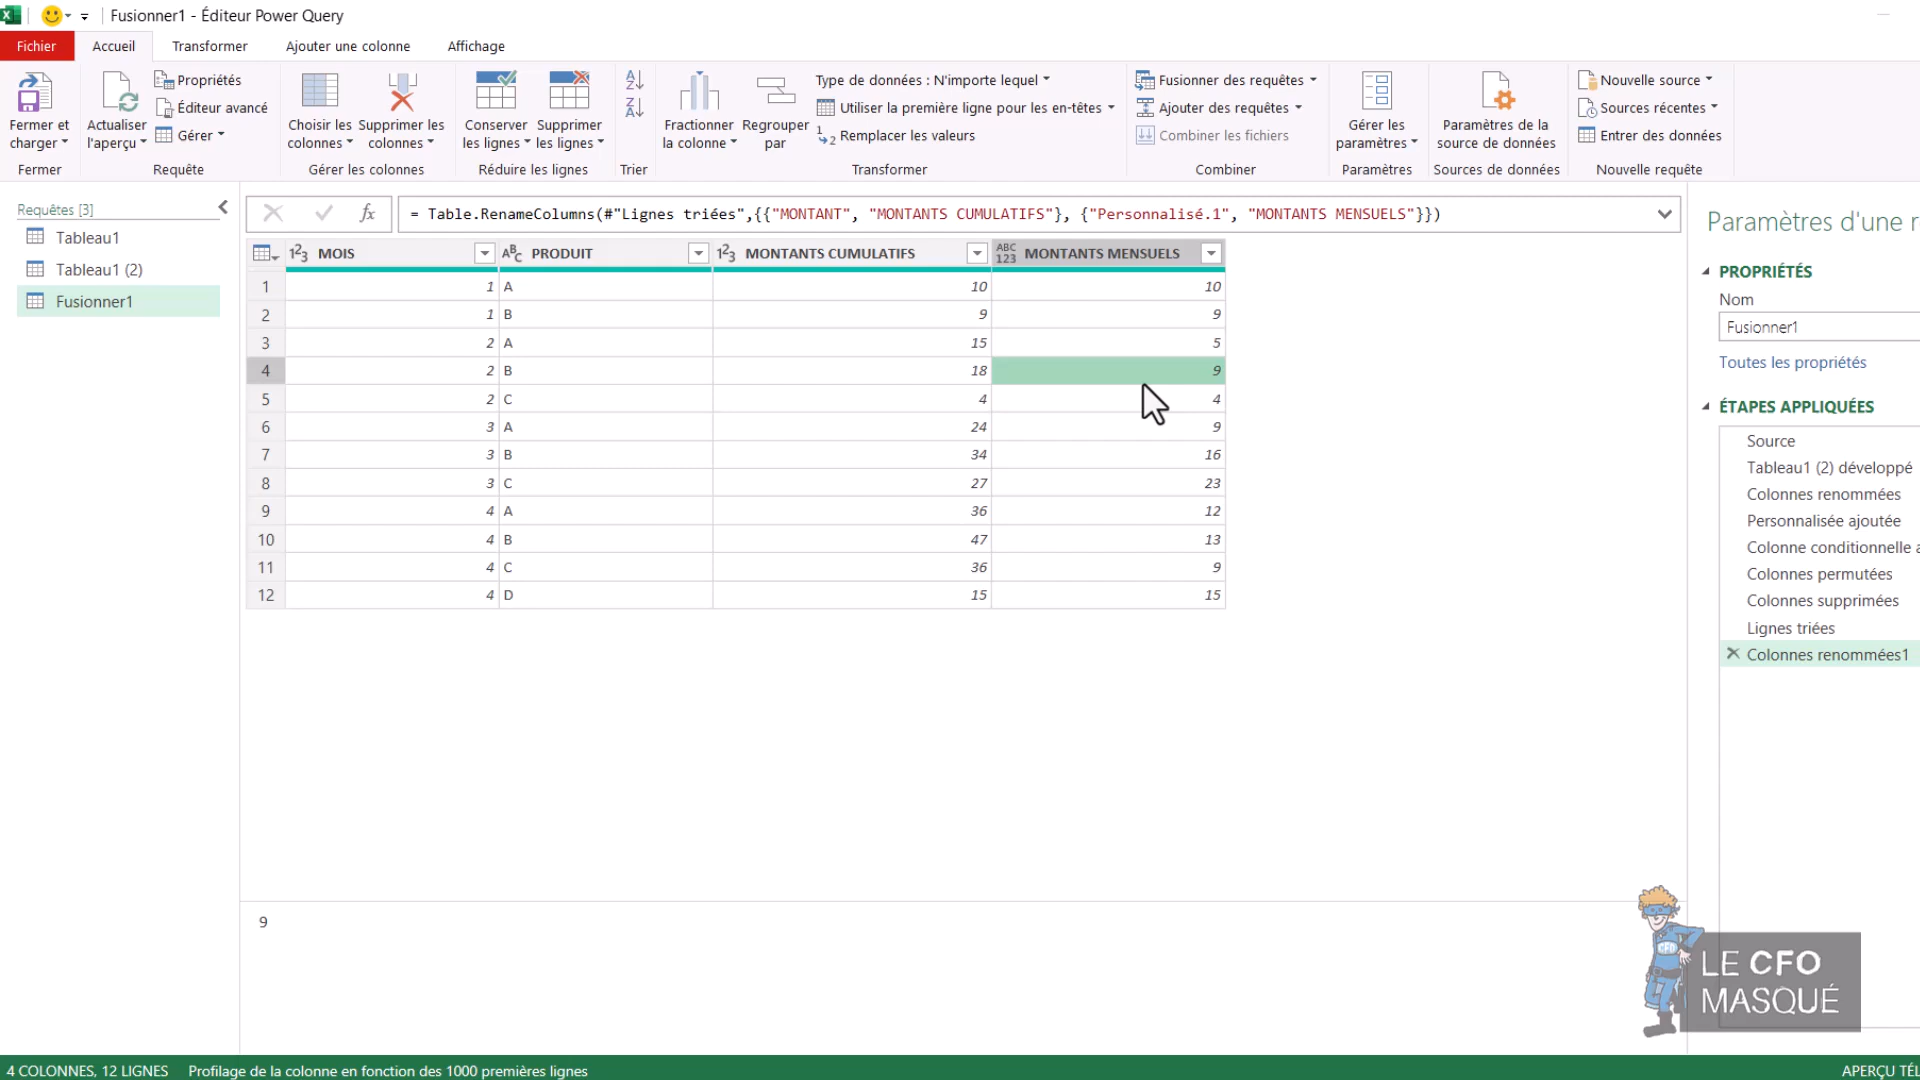 Fusionner1 - Éditeur Power Query
Fichier Accueil Transformer Ajouter une colonne Affichage
Fermer et charger
Fermer
Actualiser l'aperçu
Propriétés
Éditeur avancé
Gérer
Requête
Choisir les colonnes
Supprimer les colonnes
Gérer les colonnes
Conserver les lignes
Supprimer les lignes
Réduire les lignes
Trier
Fractionner la colonne
Regrouper par
Type de données : N'importe lequel
Utiliser la première ligne pour les en-têtes
Remplacer les valeurs
Transformer
Fusionner des requêtes
Ajouter des requêtes
Combiner les fichiers
Combiner
Gérer les paramètres
Paramètres
Paramètres de la source de données
Sources de données
Nouvelle source
Sources récentes
Entrer des données
Nouvelle requête
Requêtes [3]
Tableau1
Tableau1 (2)
Fusionner1
fx = Table.RenameColumns(#"Lignes triées",{{"MONTANT", "MONTANTS CUMULATIFS"}, {"Personnalisé.1", "MONTANTS MENSUELS"}})
MOIS PRODUIT MONTANTS CUMULATIFS MONTANTS MENSUELS
1 1 A 10 10
2 1 B 9 9
3 2 A 15 5
4 2 B 18 9
5 2 C 4 4
6 3 A 24 9
7 3 B 34 16
8 3 C 27 23
9 4 A 36 12
10 4 B 47 13
11 4 C 36 9
12 4 D 15 15
9
Paramètres d'une r
PROPRIÉTÉS
Nom
Fusionner1
Toutes les propriétés
ÉTAPES APPLIQUÉES
Source
Tableau1 (2) développé
Colonnes renommées
Personnalisée ajoutée
Colonne conditionnelle a
Colonnes permutées
Colonnes supprimées
Lignes triées
Colonnes renommées1
CFO
LE CFO
MASQUÉ
4 COLONNES, 12 LIGNES Profilage de la colonne en fonction des 1000 premières lignes APERÇU TÉL